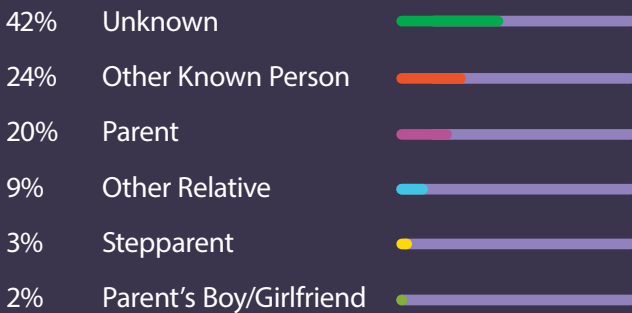 42% Unknown
24% Other Known Person
20% Parent
9% Other Relative
3% Stepparent
2% Parent’s Boy/Girlfriend